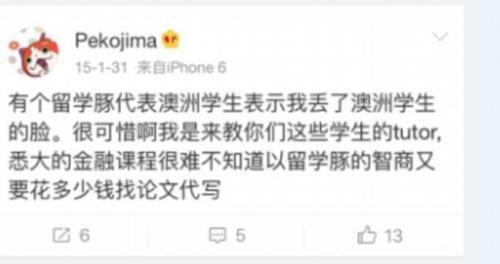 Pekojima
15-1-31 来自iPhone 6
有个留学豚代表澳洲学生表示我丢了澳洲学生
的脸。很可惜啊我是来教你们这些学生的tutor,
悉大的金融课程很难不知道以留学豚的智商又
要花多少钱找论文代写
6 5 13